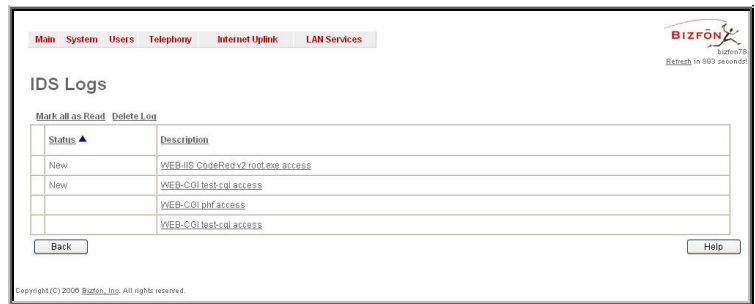 Main System Users Telephony Internet Uplink LAN Services
BIZFŌN
bizfon78
Refresh in 893 seconds!
IDS Logs
Mark all as Read Delete Log
Status Description
New WEB-IIS CodeRed v2 root.exe access
New WEB-CGI test-cgi access
WEB-CGI phf access
WEB-CGI test-cgi access
Back Help
Copyright (C) 2006 Bizfon, Inc. All rights reserved.